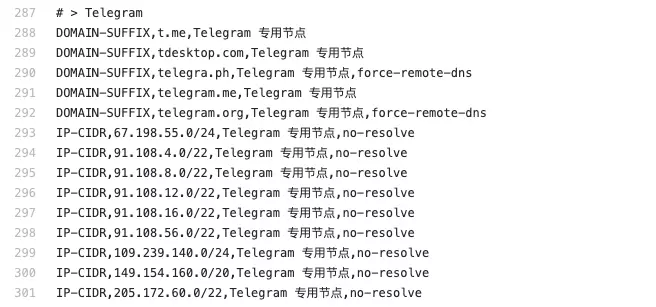 287 # > Telegram
288 DOMAIN-SUFFIX,t.me,Telegram 专用节点
289 DOMAIN-SUFFIX,tdesktop.com,Telegram 专用节点
290 DOMAIN-SUFFIX,telegra.ph,Telegram 专用节点,force-remote-dns
291 DOMAIN-SUFFIX,telegram.me,Telegram 专用节点
292 DOMAIN-SUFFIX,telegram.org,Telegram 专用节点,force-remote-dns
293 IP-CIDR,67.198.55.0/24,Telegram 专用节点,no-resolve
294 IP-CIDR,91.108.4.0/22,Telegram 专用节点,no-resolve
295 IP-CIDR,91.108.8.0/22,Telegram 专用节点,no-resolve
296 IP-CIDR,91.108.12.0/22,Telegram 专用节点,no-resolve
297 IP-CIDR,91.108.16.0/22,Telegram 专用节点,no-resolve
298 IP-CIDR,91.108.56.0/22,Telegram 专用节点,no-resolve
299 IP-CIDR,109.239.140.0/24,Telegram 专用节点,no-resolve
300 IP-CIDR,149.154.160.0/20,Telegram 专用节点,no-resolve
301 IP-CIDR,205.172.60.0/22,Telegram 专用节点,no-resolve